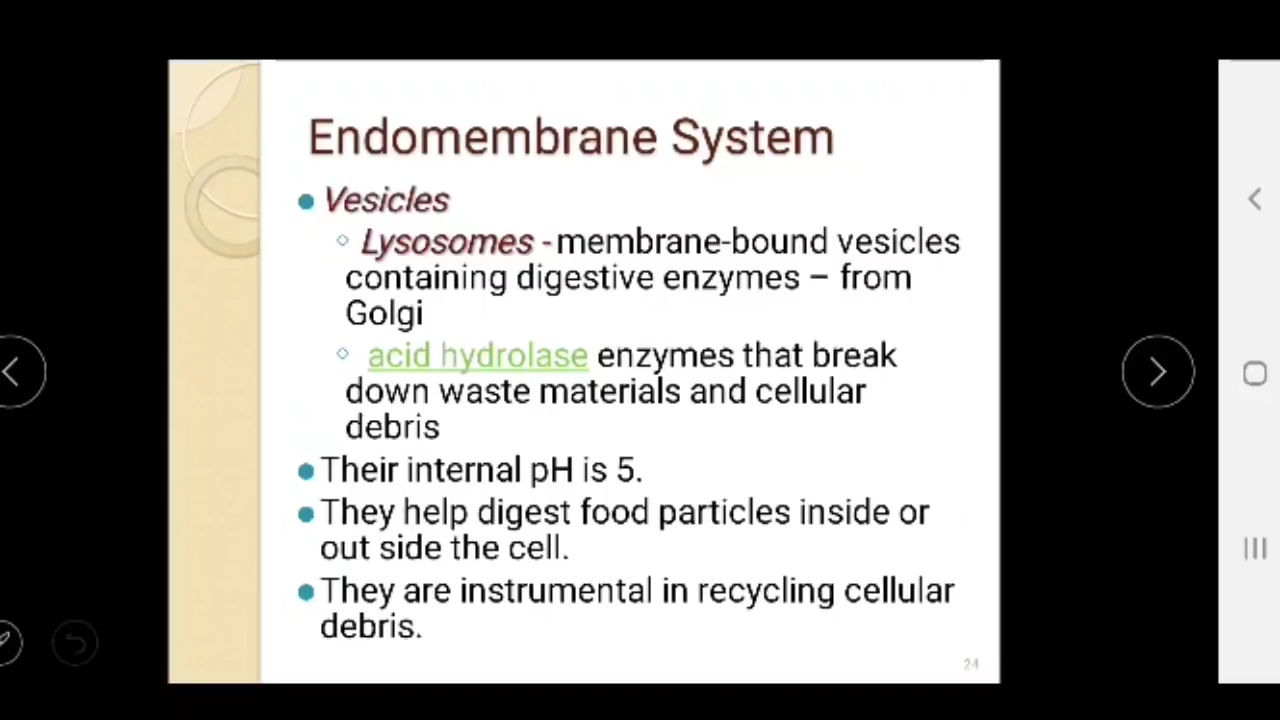 Endomembrane System
Vesicles
Lysosomes - membrane-bound vesicles
containing digestive enzymes – from
Golgi
acid hydrolase enzymes that break
down waste materials and cellular
debris
Their internal pH is 5.
They help digest food particles inside or
out side the cell.
They are instrumental in recycling cellular
debris.
24